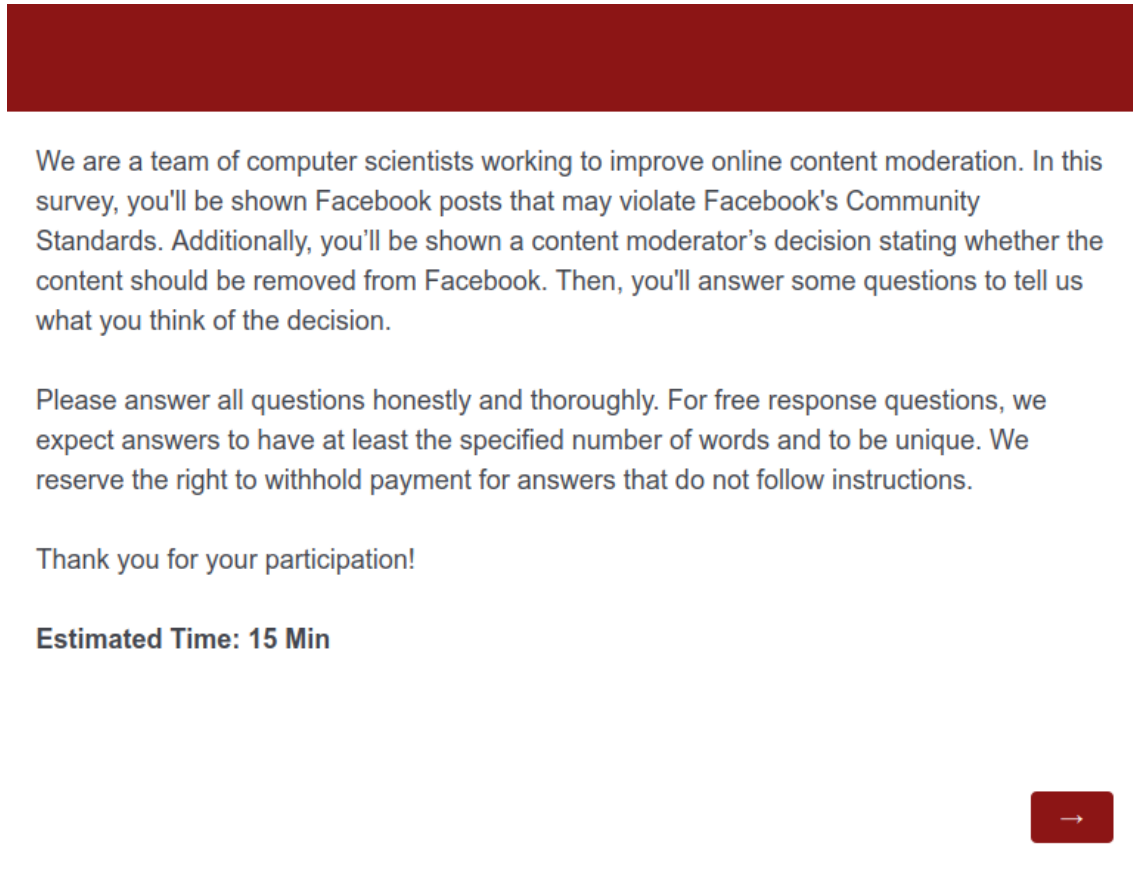 We are a team of computer scientists working to improve online content moderation. In this
survey, you'll be shown Facebook posts that may violate Facebook's Community
Standards. Additionally, you’ll be shown a content moderator’s decision stating whether the
content should be removed from Facebook. Then, you'll answer some questions to tell us
what you think of the decision.
Please answer all questions honestly and thoroughly. For free response questions, we
expect answers to have at least the specified number of words and to be unique. We
reserve the right to withhold payment for answers that do not follow instructions.
Thank you for your participation!
Estimated Time: 15 Min
→